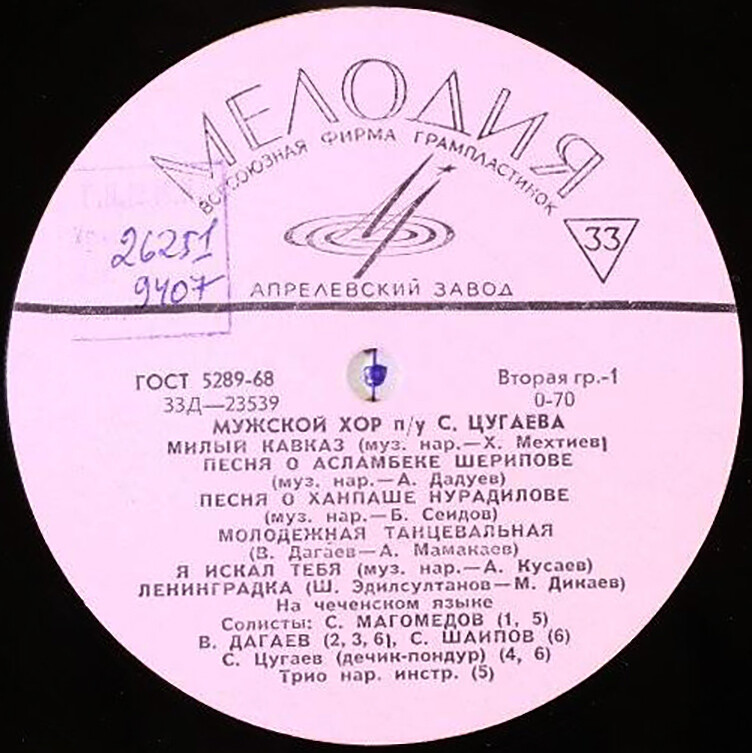 МЕЛОДИЯ
ВСЕСОЮЗНАЯ ФИРМА ГРАМПЛАСТИНОК
33
26251
9407
АПРЕЛЕВСКИЙ ЗАВОД
ГОСТ 5289-68
Вторая гр.-1
33Д—23539
0-70
МУЖСКОЙ ХОР п/у С. ЦУГАЕВА
МИЛЫЙ КАВКАЗ (муз. нар.—Х. Мехтиев)
ПЕСНЯ О АСЛАМБЕКЕ ШЕРИПОВЕ
(муз. нар.—А. Дадуев)
ПЕСНЯ О ХАНПАШЕ НУРАДИЛОВЕ
(муз. нар.—Б. Сеидов)
МОЛОДЕЖНАЯ ТАНЦЕВАЛЬНАЯ
(В. Дагаев—А. Мамакаев)
Я ИСКАЛ ТЕБЯ (муз. нар.—А. Кусаев)
ЛЕНИНГРАДКА (Ш. Эдилсултанов—М. Дикаев)
На чеченском языке
Солисты: С. МАГОМЕДОВ (1, 5)
В. ДАГАЕВ (2, 3, 6), С. ШАИПОВ (6)
С. Цугаев (дечик-пондур) (4, 6)
Трио нар. инстр. (5)